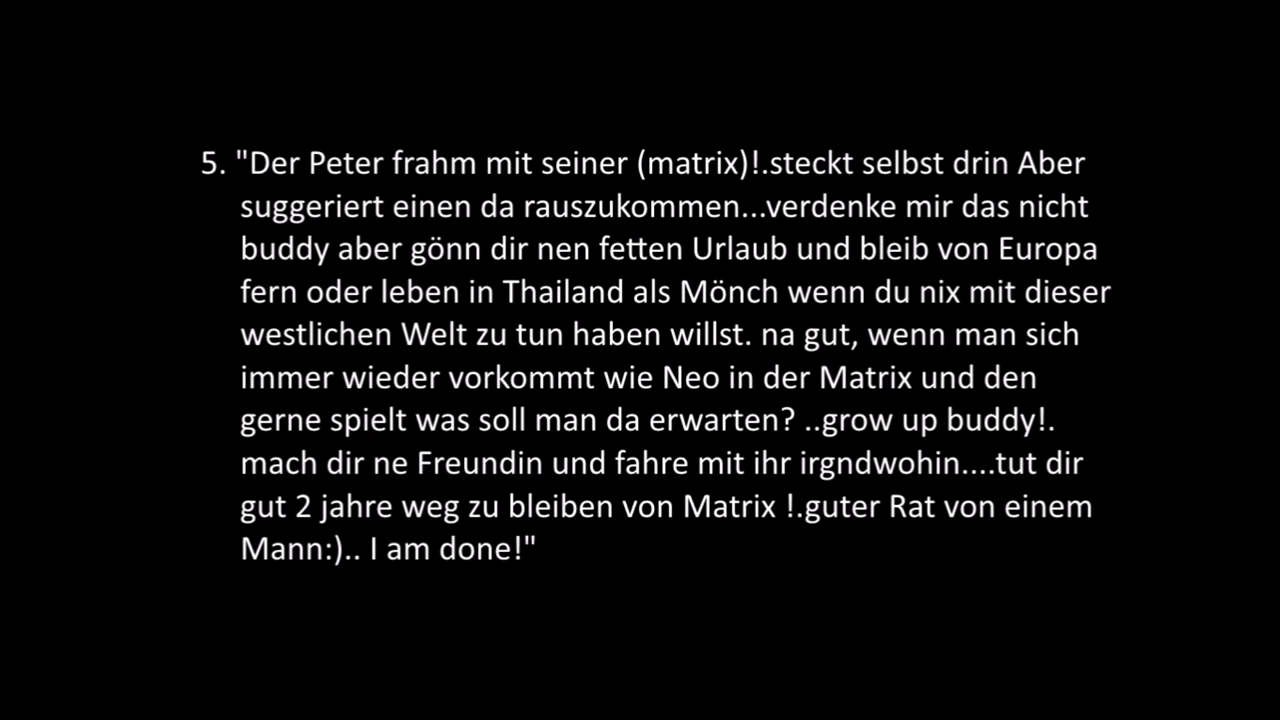 5. "Der Peter frahm mit seiner (matrix)!.steckt selbst drin Aber
suggeriert einen da rauszukommen...verdenke mir das nicht
buddy aber gönn dir nen fetten Urlaub und bleib von Europa
fern oder leben in Thailand als Mönch wenn du nix mit dieser
westlichen Welt zu tun haben willst. na gut, wenn man sich
immer wieder vorkommt wie Neo in der Matrix und den
gerne spielt was soll man da erwarten? ..grow up buddy!.
mach dir ne Freundin und fahre mit ihr irgndwohin....tut dir
gut 2 jahre weg zu bleiben von Matrix !.guter Rat von einem
Mann:).. I am done!"